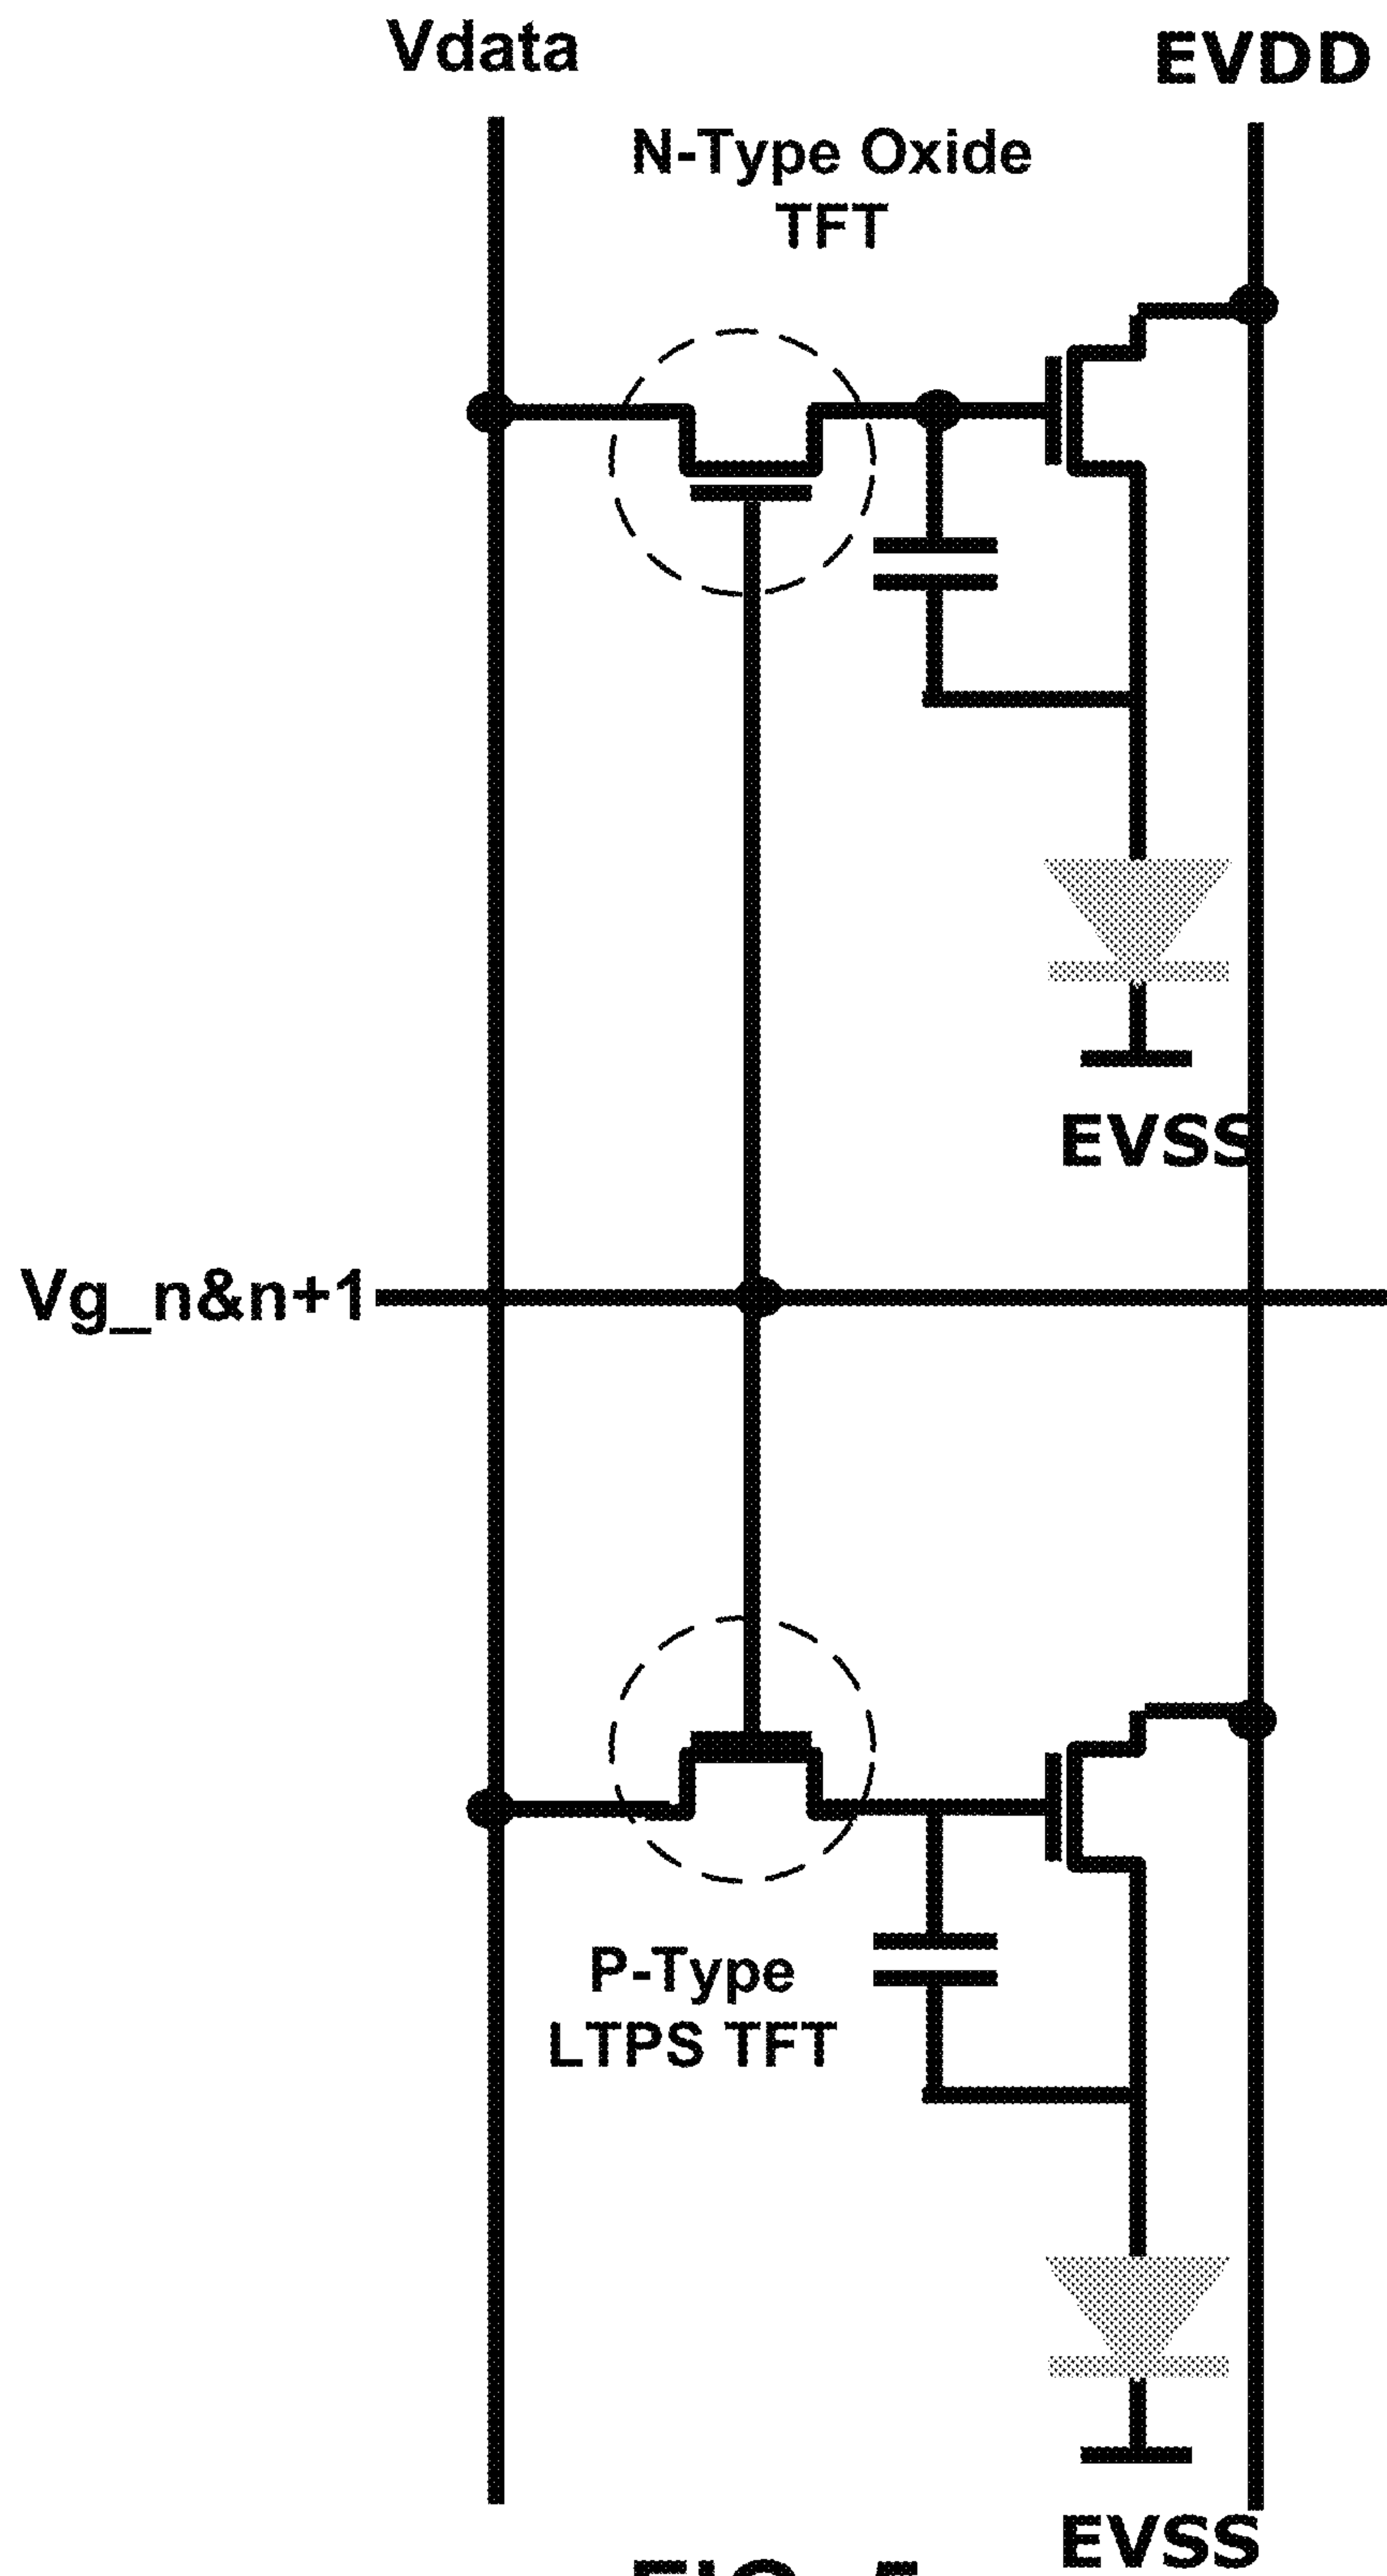 Vdata
EVDD
N-Type Oxide
TFT
EVSS
Vg_n&n+1
P-Type
LTPS TFT
EVSS